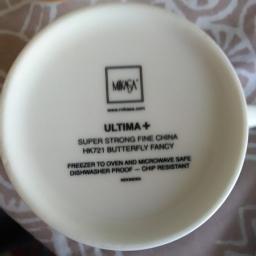 MIKASA
www.mikasa.com
ULTIMA +
SUPER STRONG FINE CHINA
HK721 BUTTERFLY FANCY
FREEZER TO OVEN AND MICROWAVE SAFE
DISHWASHER PROOF — CHIP RESISTANT
INDONESIA